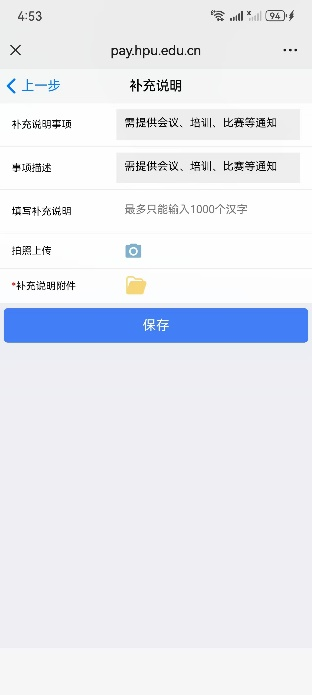 4:53
94
pay.hpu.edu.cn
上一步
补充说明
补充说明事项
需提供会议、培训、比赛等通知
事项描述
需提供会议、培训、比赛等通知
填写补充说明
最多只能输入1000个汉字
拍照上传
*补充说明附件
保存